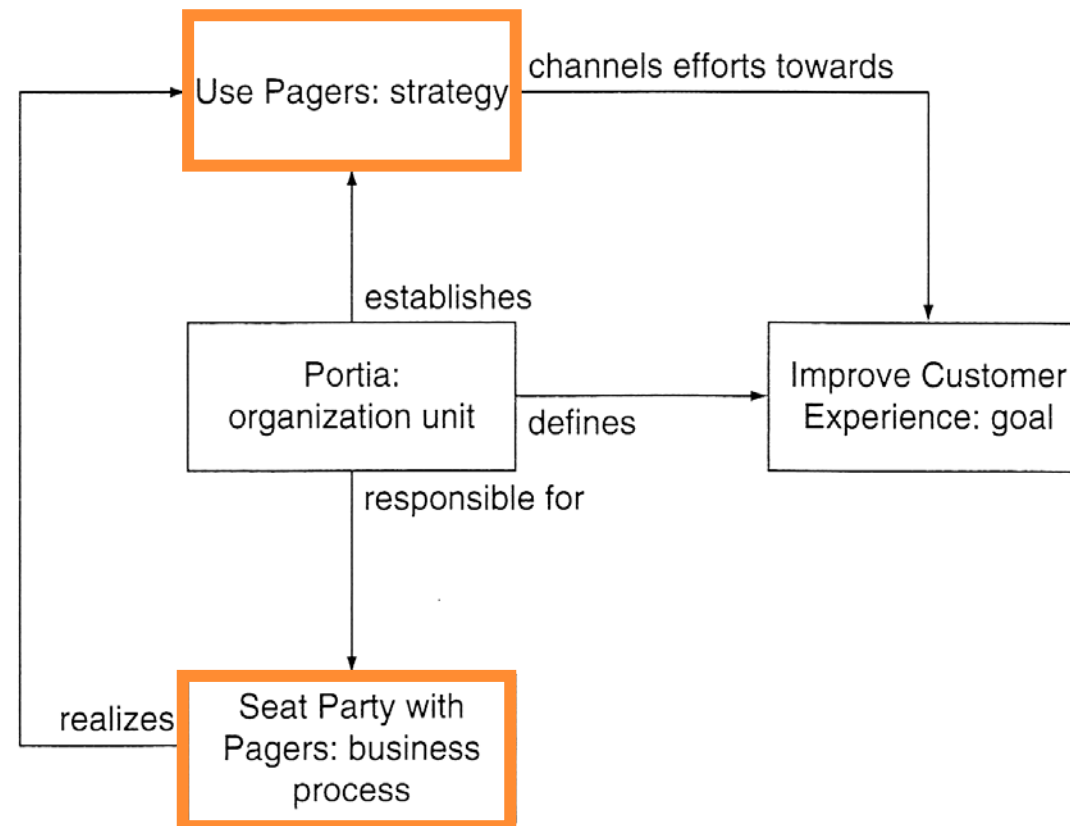 Use Pagers: strategy
channels efforts towards
establishes
Portia:
organization unit
defines
Improve Customer
Experience: goal
responsible for
realizes
Seat Party with
Pagers: business
process